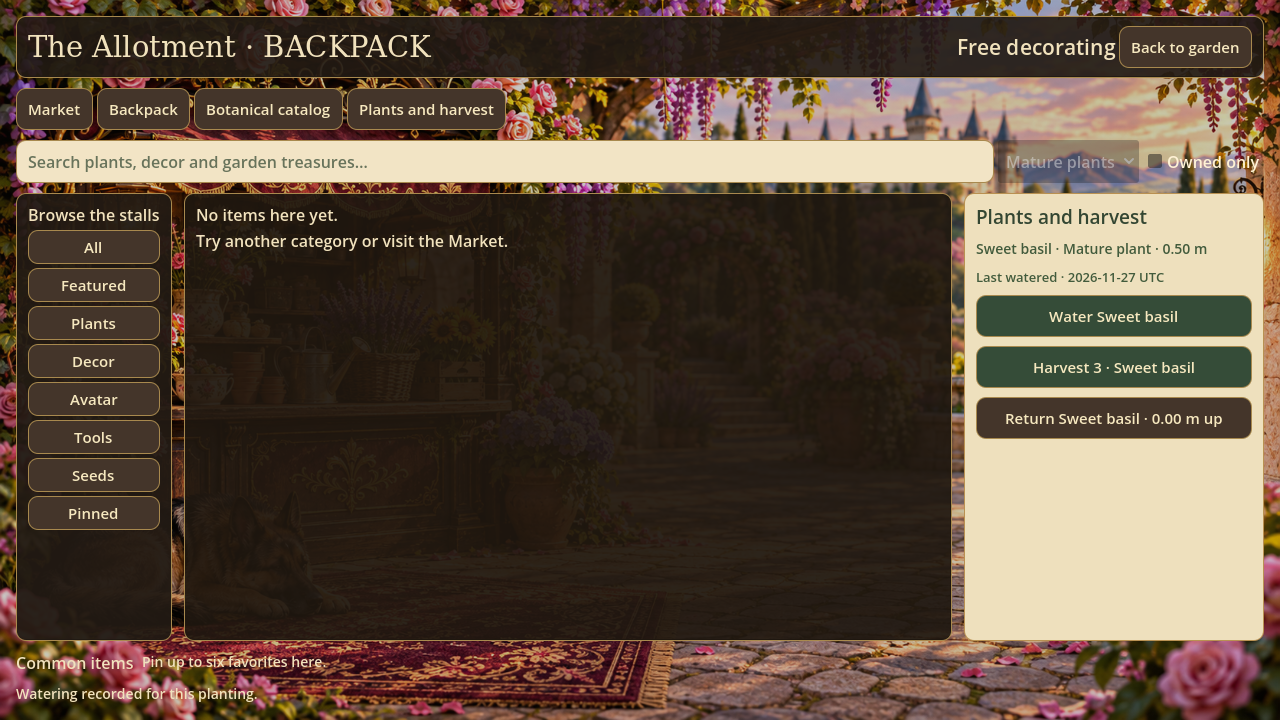 The Allotment · BACKPACK
Free decorating
Back to garden
Market
Backpack
Botanical catalog
Plants and harvest
Search plants, decor and garden treasures...
Mature plants
Owned only
Browse the stalls
All
Featured
Plants
Decor
Avatar
Tools
Seeds
Pinned
No items here yet.
Try another category or visit the Market.
Plants and harvest
Sweet basil · Mature plant · 0.50 m
Last watered · 2026-11-27 UTC
Water Sweet basil
Harvest 3 · Sweet basil
Return Sweet basil · 0.00 m up
Common items Pin up to six favorites here.
Watering recorded for this planting.